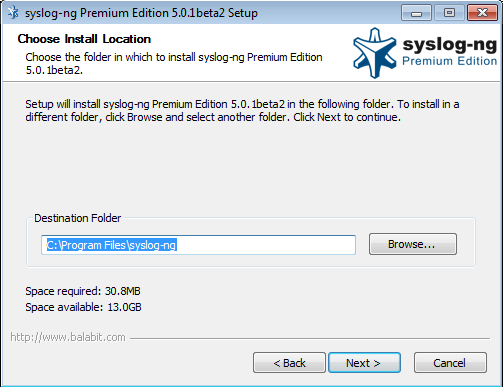 syslog-ng Premium Edition 5.0.1beta2 Setup
Choose Install Location
Choose the folder in which to install syslog-ng Premium Edition
5.0.1beta2.
syslog-ng
Premium Edition
Setup will install syslog-ng Premium Edition 5.0.1beta2 in the following folder. To install in a
different folder, click Browse and select another folder. Click Next to continue.
Destination Folder
C:\Program Files\syslog-ng
Browse...
Space required: 30.8MB
Space available: 13.0GB
http://www.balabit.com
< Back
Next >
Cancel